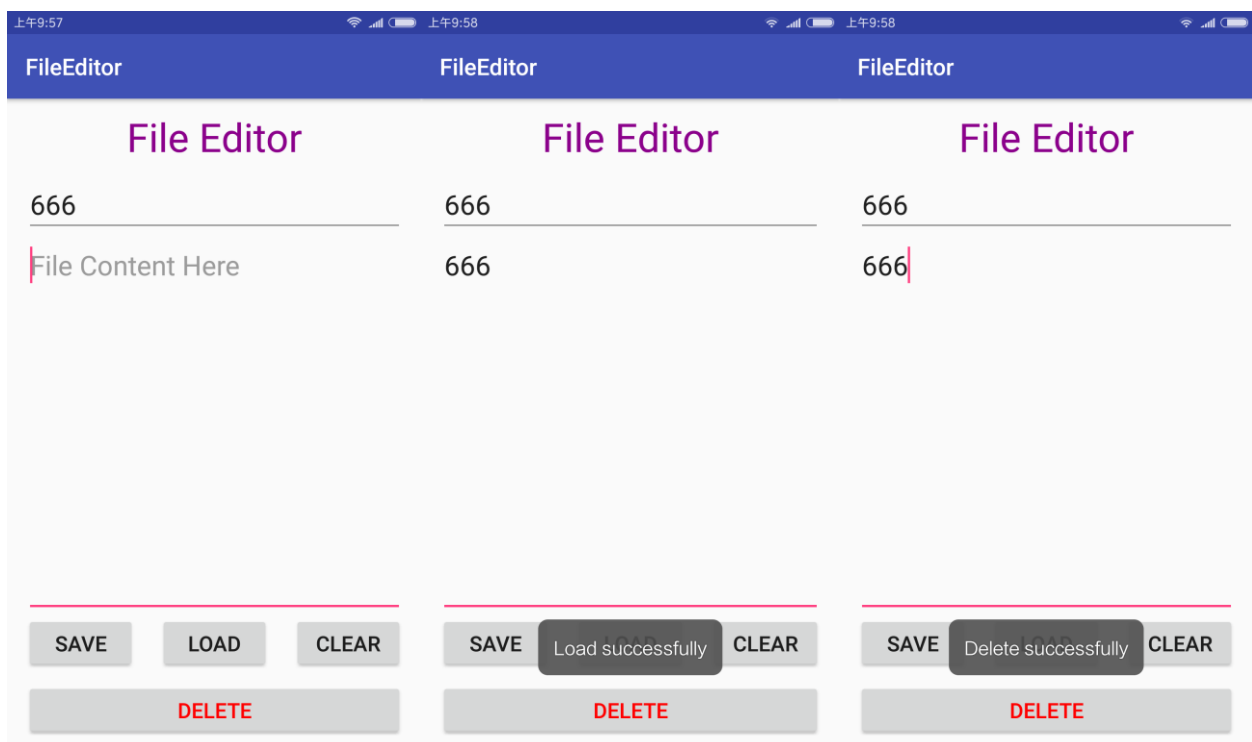 上午9:57
FileEditor
File Editor
666
File Content Here
SAVE LOAD CLEAR
DELETE
上午9:58
FileEditor
File Editor
666
666
SAVE Load successfully CLEAR
DELETE
上午9:58
FileEditor
File Editor
666
666
SAVE Delete successfully CLEAR
DELETE